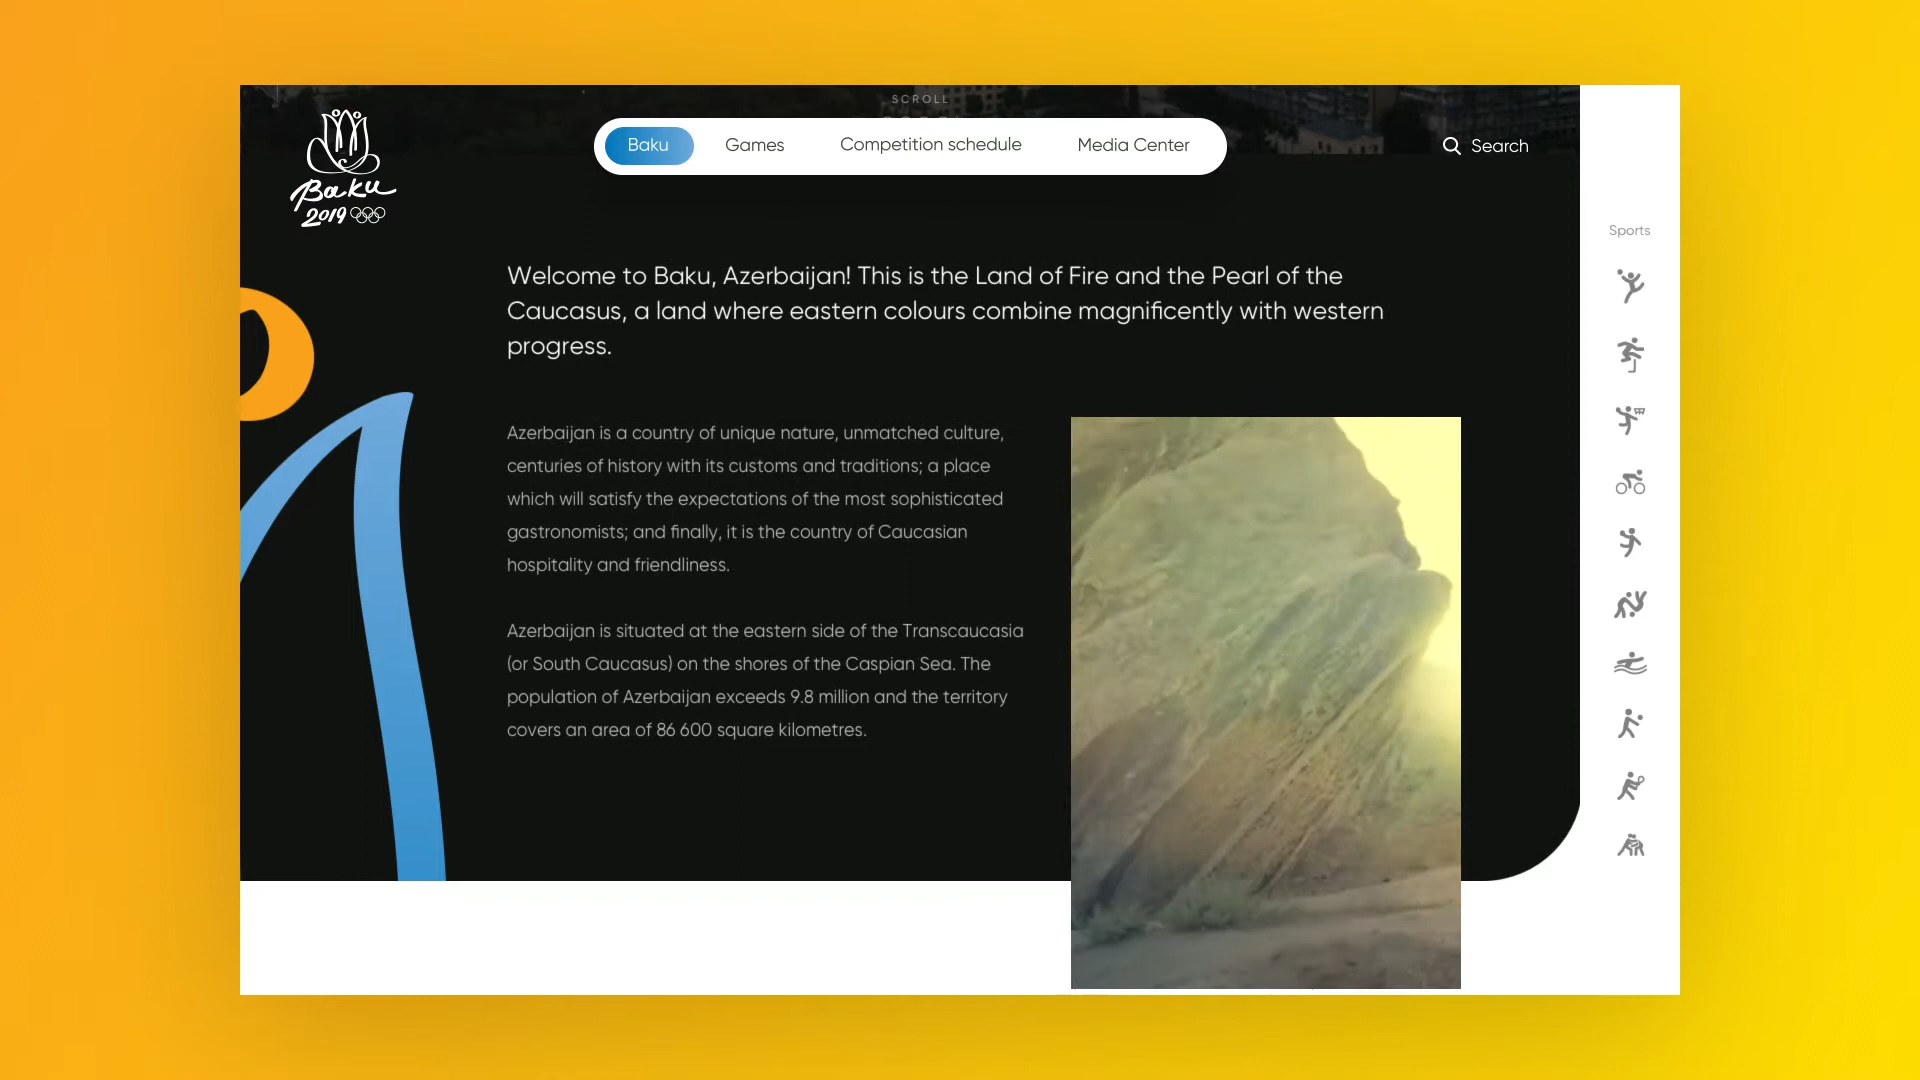 SCROLL
Baku
2019
Baku
Games
Competition schedule
Media Center
Search
Sports
Welcome to Baku, Azerbaijan! This is the Land of Fire and the Pearl of the
Caucasus, a land where eastern colours combine magnificently with western
progress.
Azerbaijan is a country of unique nature, unmatched culture,
centuries of history with its customs and traditions; a place
which will satisfy the expectations of the most sophisticated
gastronomists; and finally, it is the country of Caucasian
hospitality and friendliness.
Azerbaijan is situated at the eastern side of the Transcaucasia
(or South Caucasus) on the shores of the Caspian Sea. The
population of Azerbaijan exceeds 9.8 million and the territory
covers an area of 86 600 square kilometres.